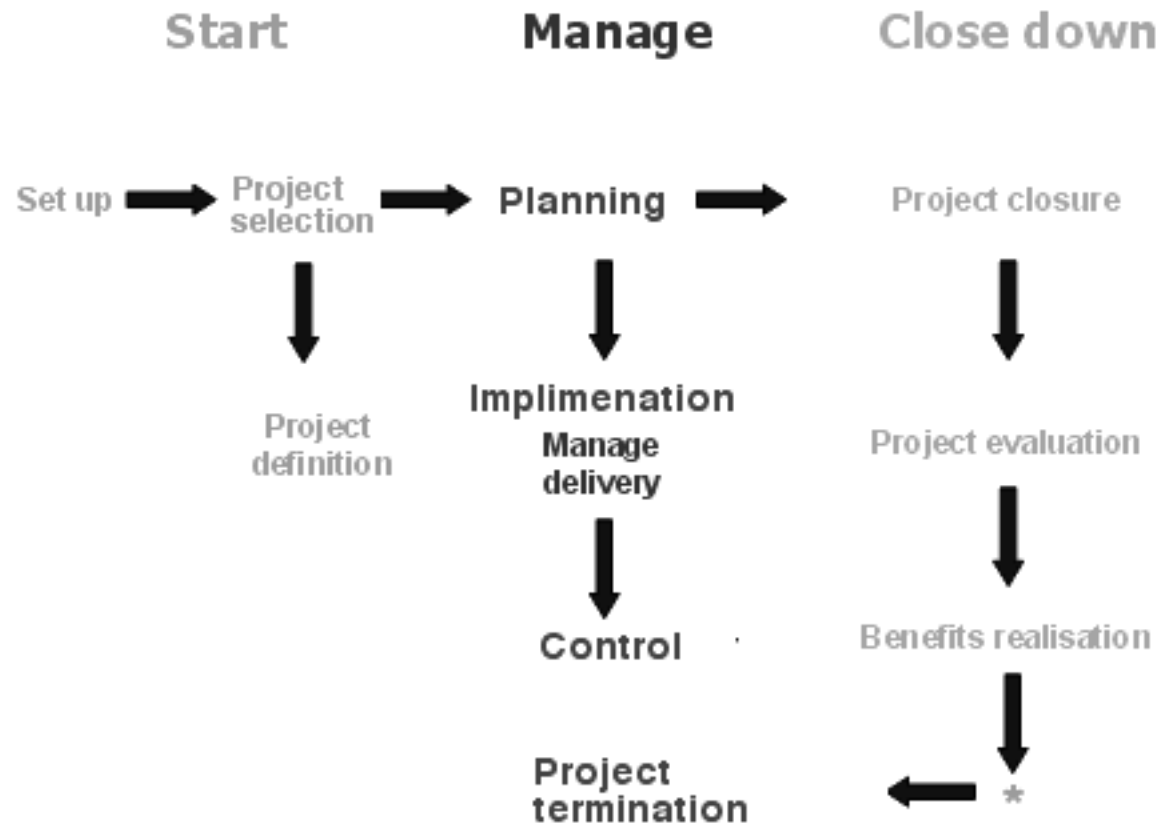 Start
Manage
Close down
Set up
Project
selection
Planning
Project closure
Project
definition
Implimenation
Manage
delivery
Project evaluation
Control
Benefits realisation
Project
termination
*